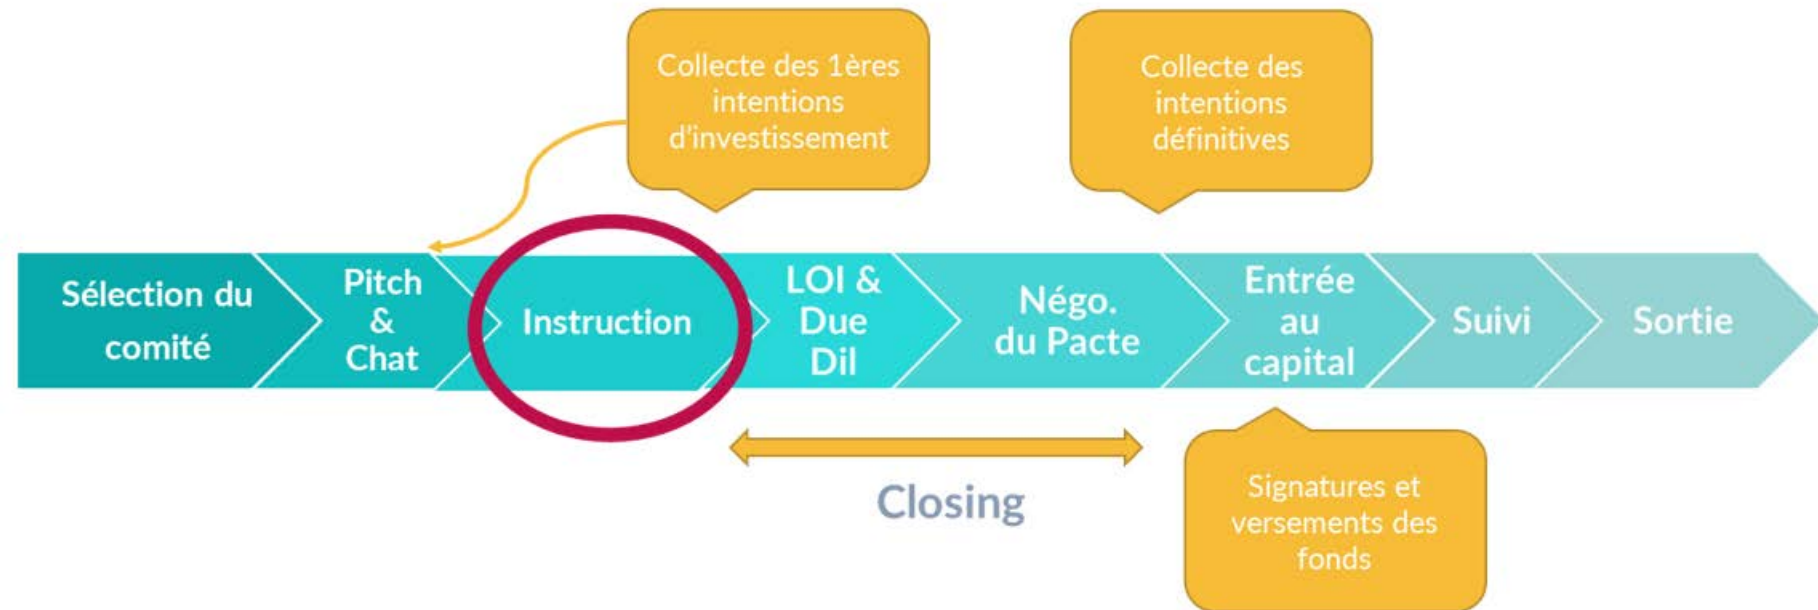 Collecte des 1ères
intentions
d'investissement
Collecte des
intentions
définitives
Sélection du
comité
Pitch
&
Chat
Instruction
LOI &
Due
Dil
Négo.
du Pacte
Entrée
au
capital
Suivi
Sortie
Closing
Signatures et
versements des
fonds